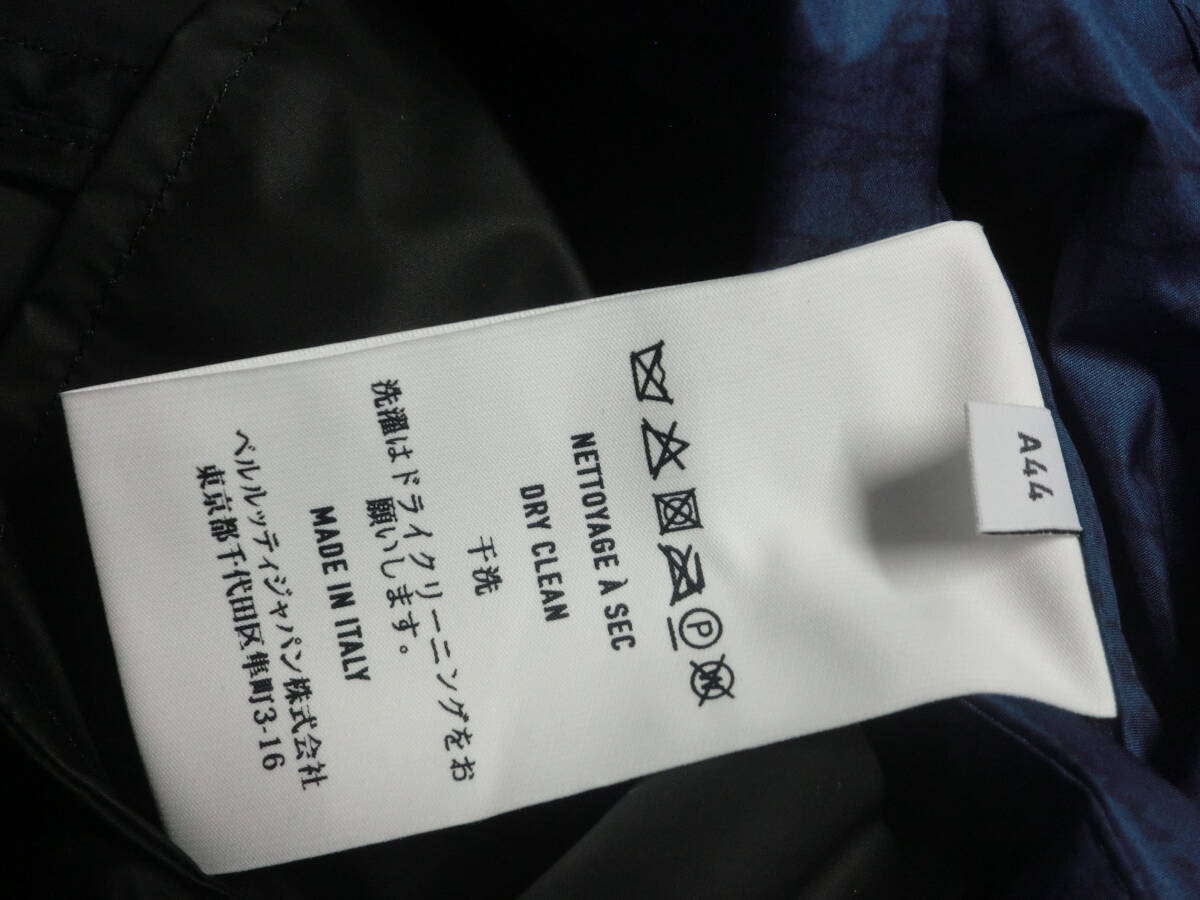 NETTOYAGE À SEC
DRY CLEAN
干洗
洗濯はドライクリーニングをお
願いします。
MADE IN ITALY
ベルルッティジャパン株式会社
東京都千代田区隼町3-16
A44
P
W